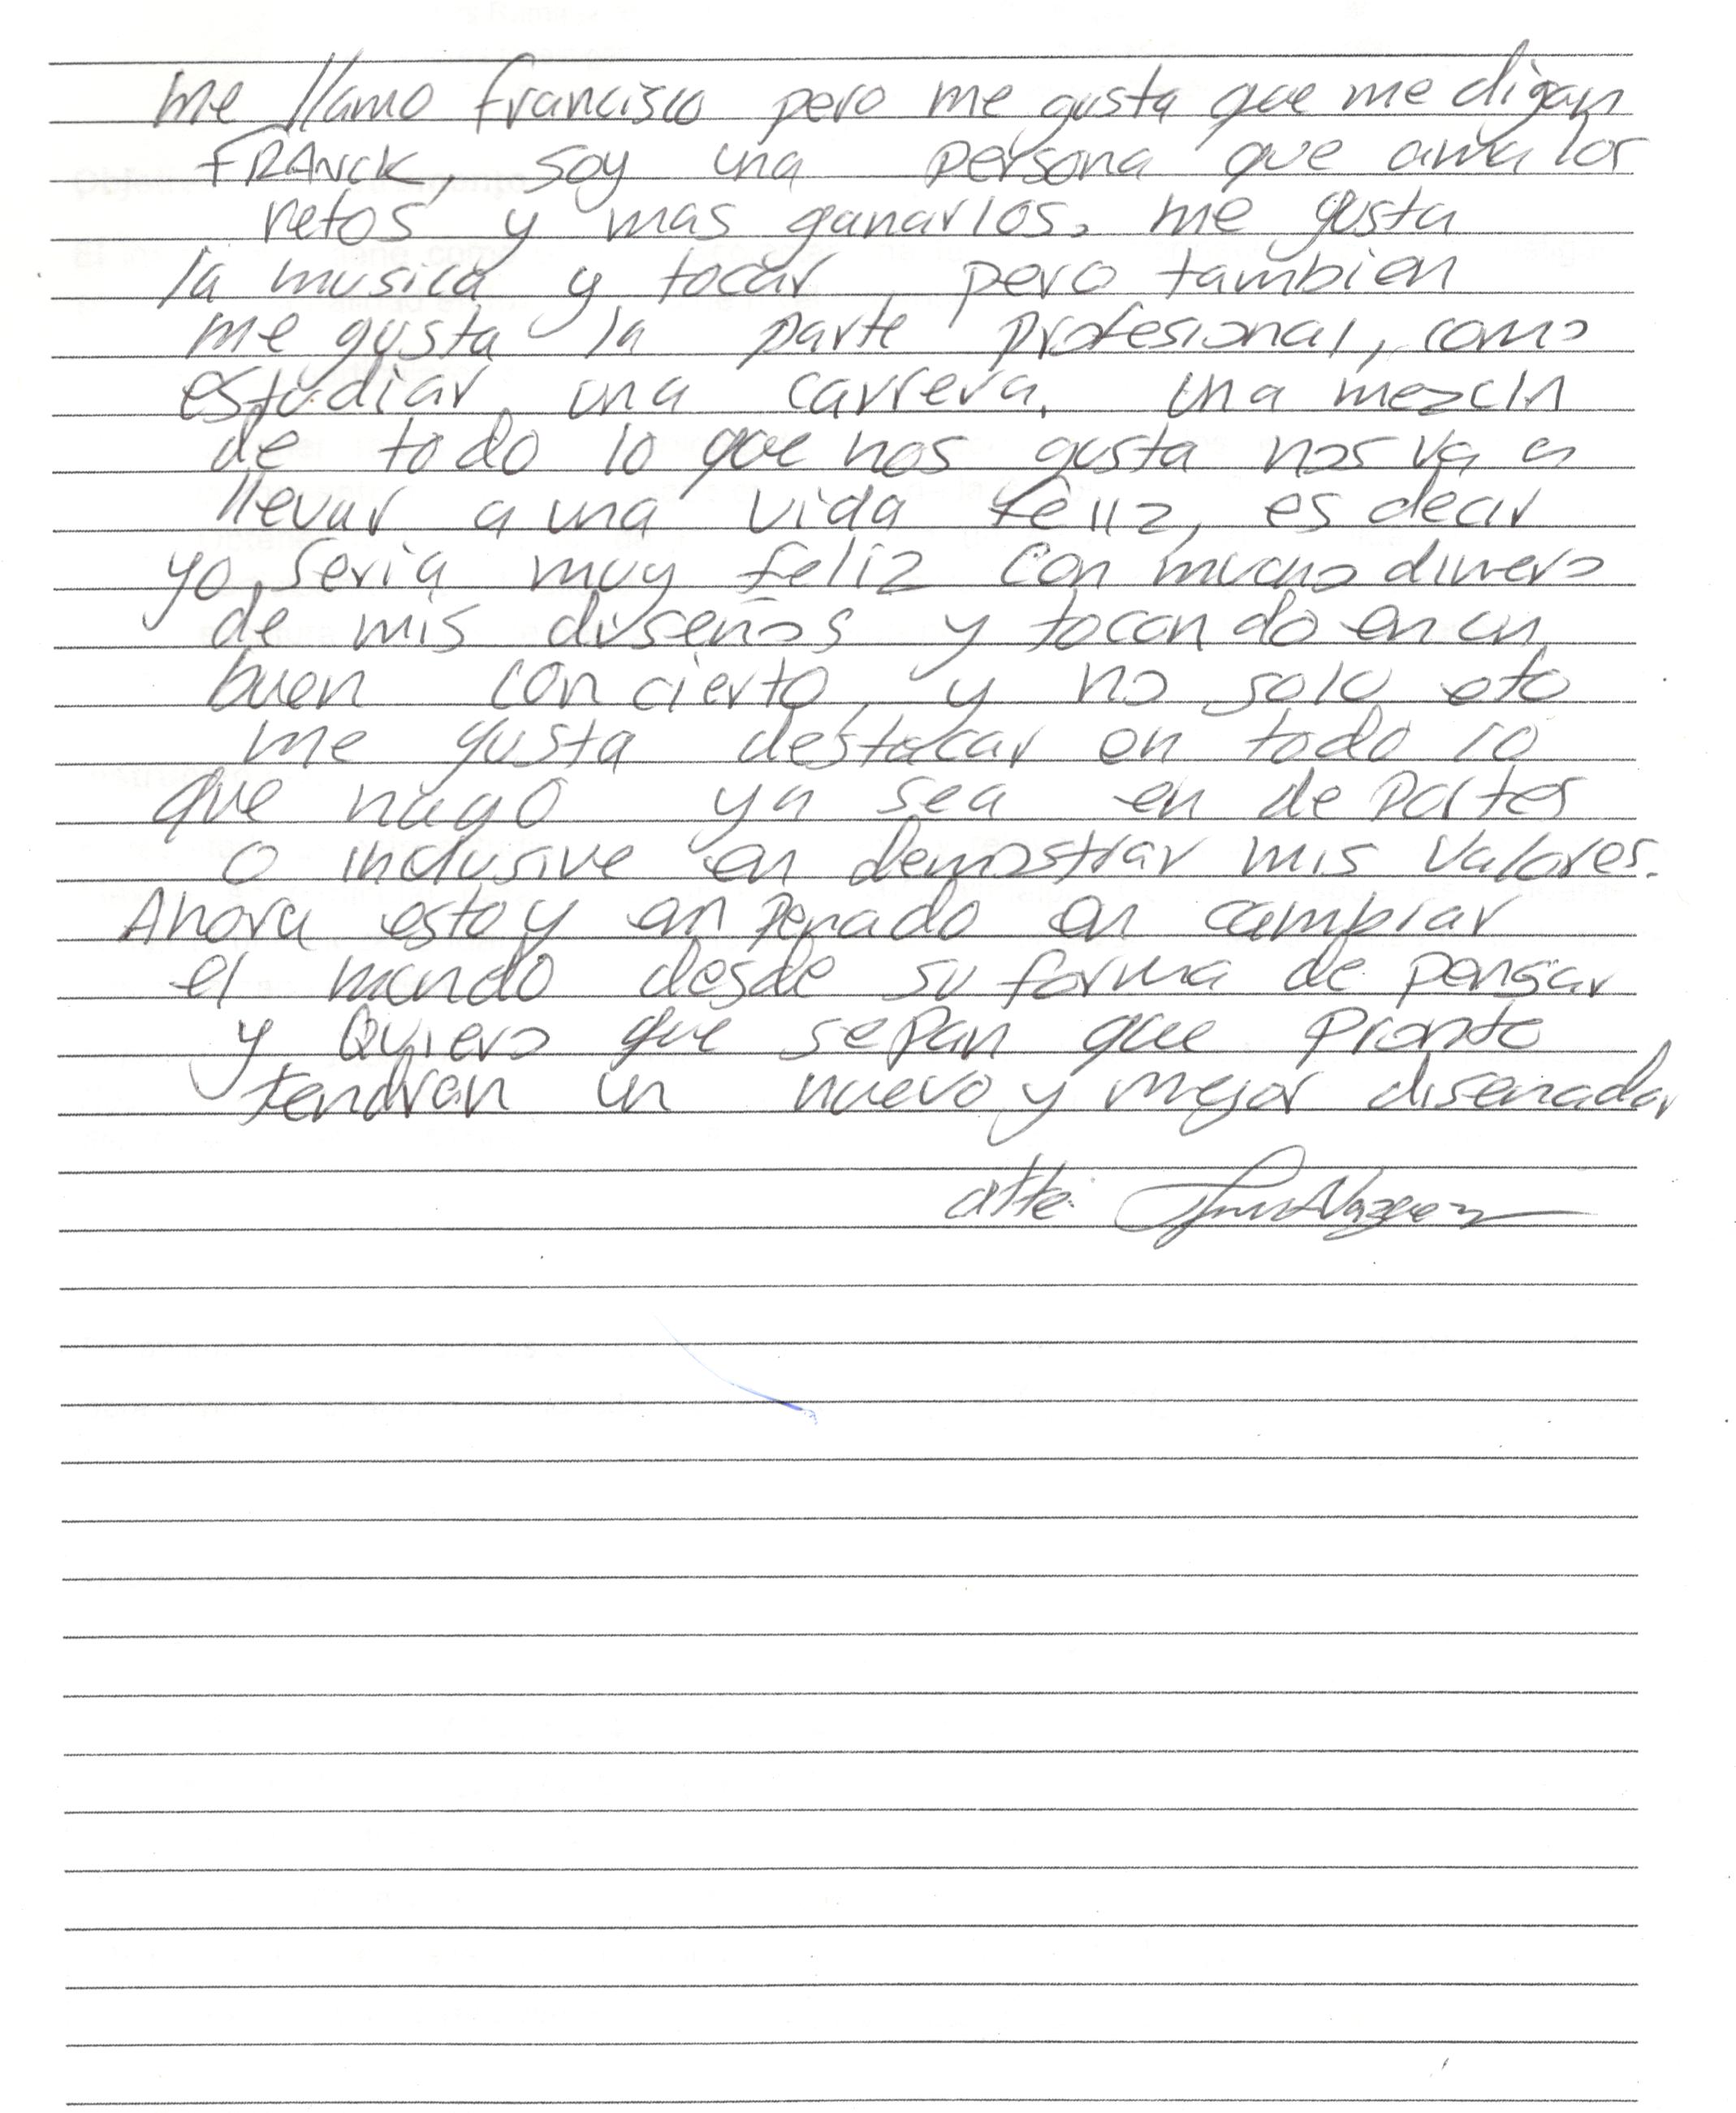 me llamo francisco pero me gusta que me digan
FRANCK, soy una persona que ama los
retos y mas ganarlos. me gusta
la musica y tocar, pero tambien
me gusta la parte profesional, como
estudiar una carrera. una mezcla
de todo lo que nos gusta nos va a
llevar a una vida feliz, es decir
yo seria muy feliz con mucho dinero
de mis diseños y tocando en un
buen concierto, y no solo eto
me gusta destacar en todo lo
que hago ya sea en deportes
o inclusive en demostrar mis valores.
Ahora estoy enpenado en cambiar
el mundo desde su forma de pensar
y Quiero que sepan que pronto
tendran un nuevo y mejor disenador
atte. Vazquez